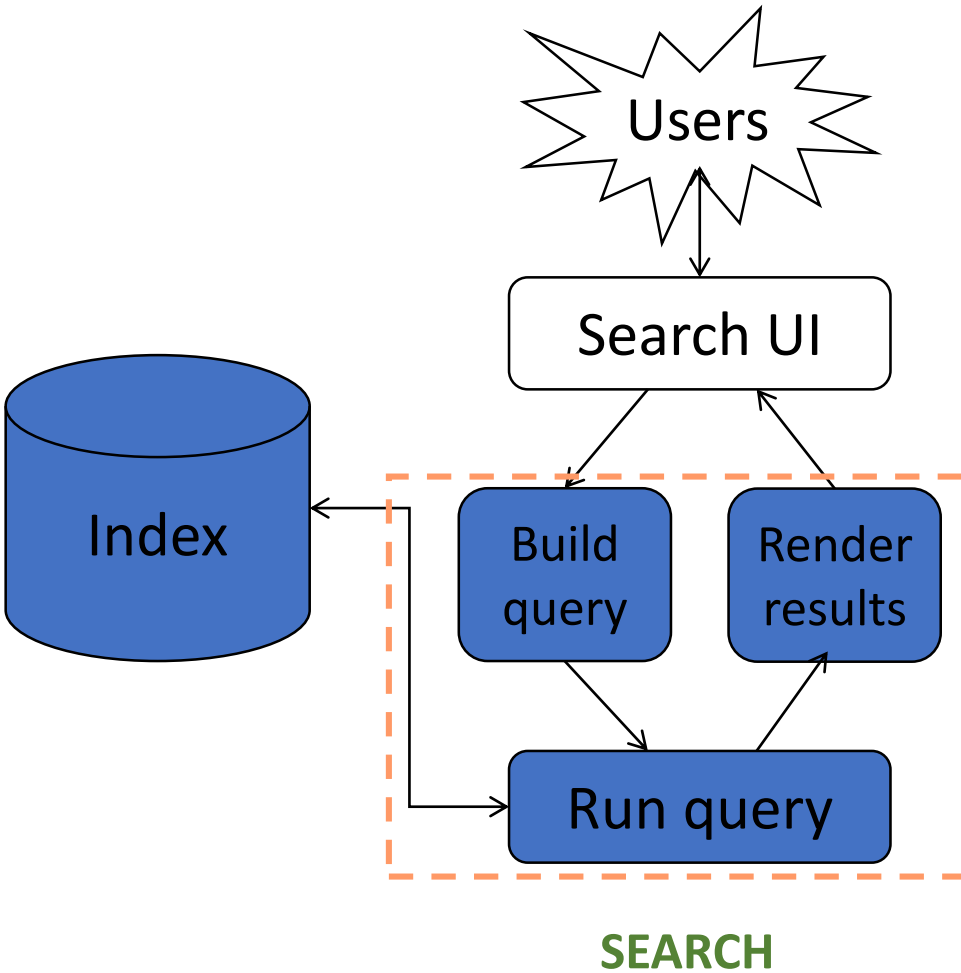 Users
Search UI
Index
Build
query
Render
results
Run query
SEARCH